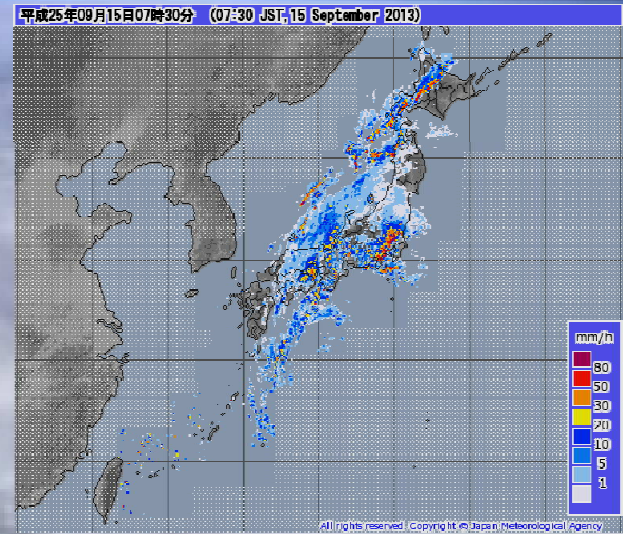 平成25年09月15日07時30分 (07:30 JST 15 September 2013)
mm/h
80
50
30
20
10
5
1
All rights reserved. Copyright © Japan Meteorological Agency